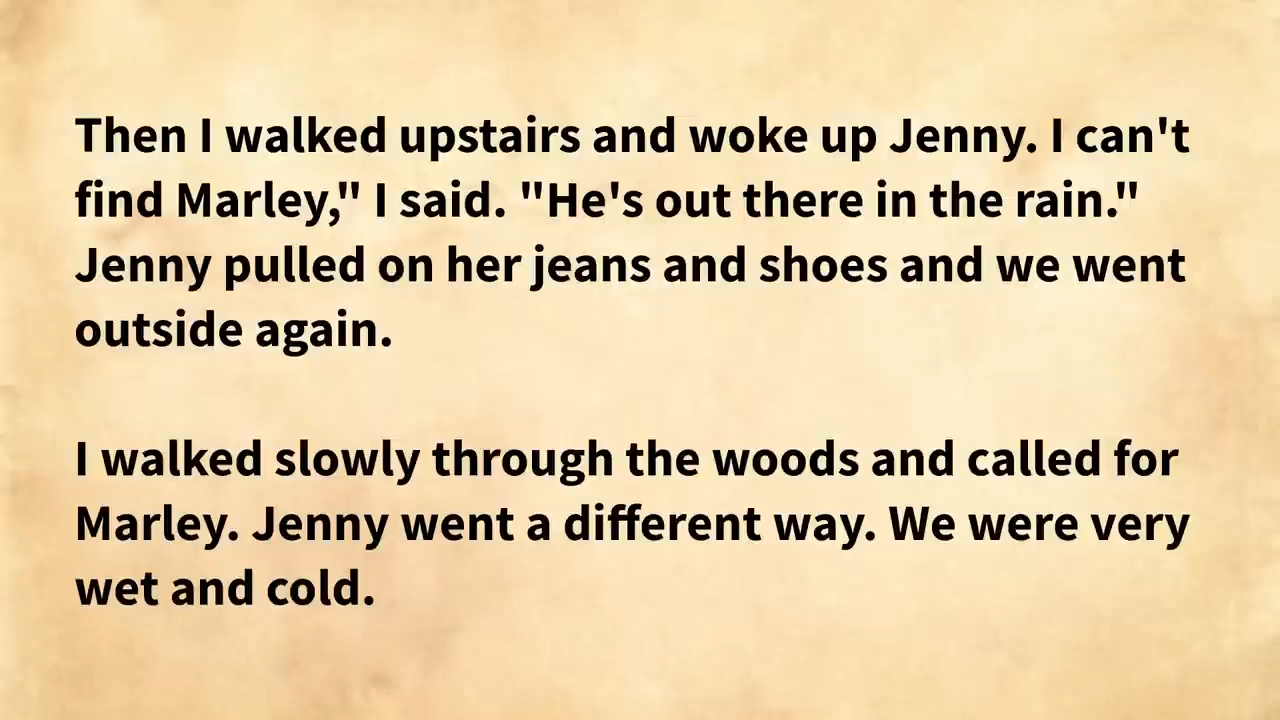 Then I walked upstairs and woke up Jenny. I can't
find Marley," I said. "He's out there in the rain."
Jenny pulled on her jeans and shoes and we went
outside again.
I walked slowly through the woods and called for
Marley. Jenny went a different way. We were very
wet and cold.